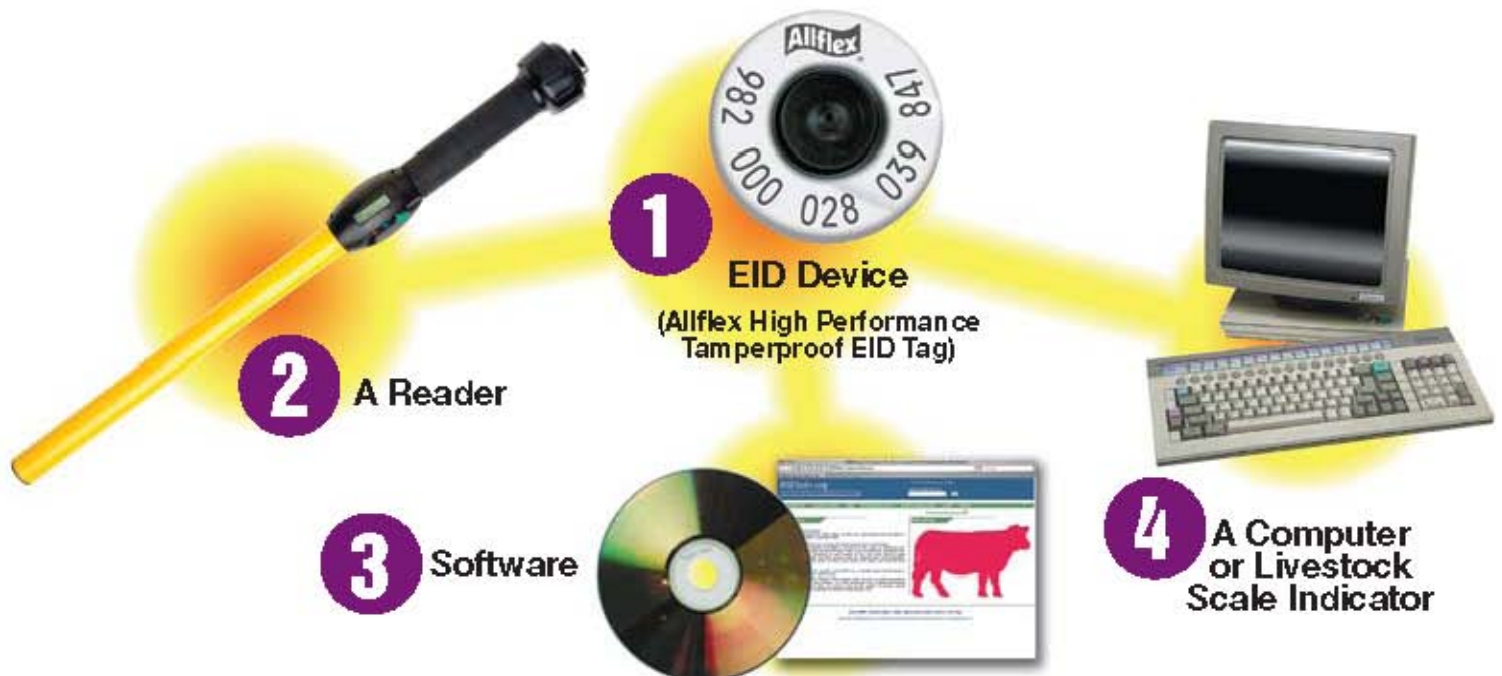 Allflex
982 000 028 039 847
1
EID Device
(Allflex High Performance
Tamperproof EID Tag)
2
A Reader
3
Software
4
A Computer
or Livestock
Scale Indicator